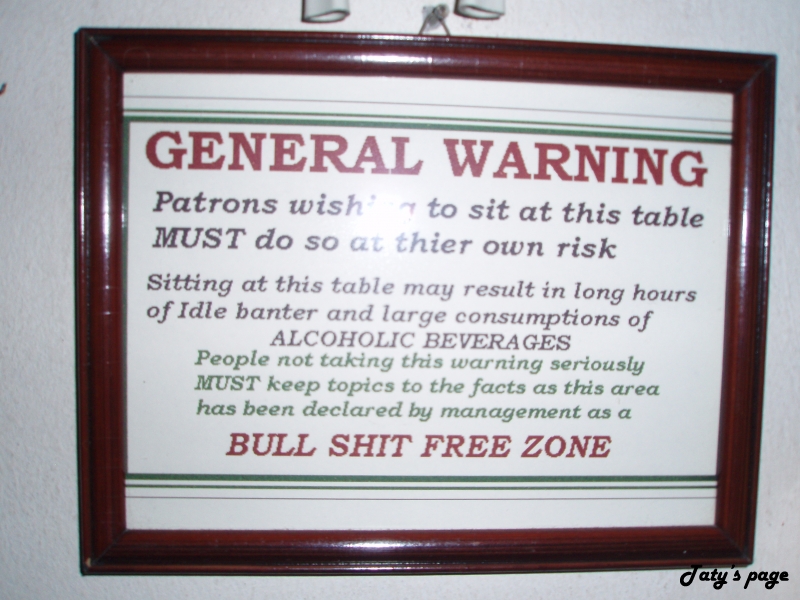 GENERAL WARNING
Patrons wishing to sit at this table
MUST do so at thier own risk
Sitting at this table may result in long hours
of Idle banter and large consumptions of
ALCOHOLIC BEVERAGES
People not taking this warning seriously
MUST keep topics to the facts as this area
has been declared by management as a
BULL SHIT FREE ZONE
Taty's page